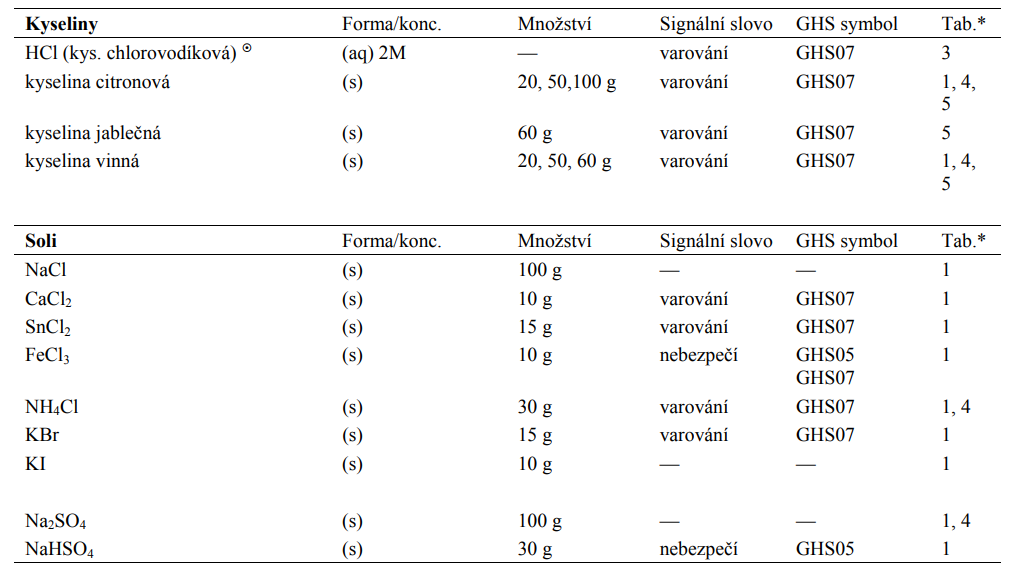 Kyseliny Forma/konc. Množství Signální slovo GHS symbol Tab.*
HCl (kys. chlorovodíková) ⊙ (aq) 2M — varování GHS07 3
kyselina citronová (s) 20, 50,100 g varování GHS07 1, 4,
5
kyselina jablečná (s) 60 g varování GHS07 5
kyselina vinná (s) 20, 50, 60 g varování GHS07 1, 4,
5
Soli Forma/konc. Množství Signální slovo GHS symbol Tab.*
NaCl (s) 100 g — — 1
CaCl₂ (s) 10 g varování GHS07 1
SnCl₂ (s) 15 g varování GHS07 1
FeCl₃ (s) 10 g nebezpečí GHS05 1
GHS07
NH₄Cl (s) 30 g varování GHS07 1, 4
KBr (s) 15 g varování GHS07 1
KI (s) 10 g — — 1
Na₂SO₄ (s) 100 g — — 1, 4
NaHSO₄ (s) 30 g nebezpečí GHS05 1